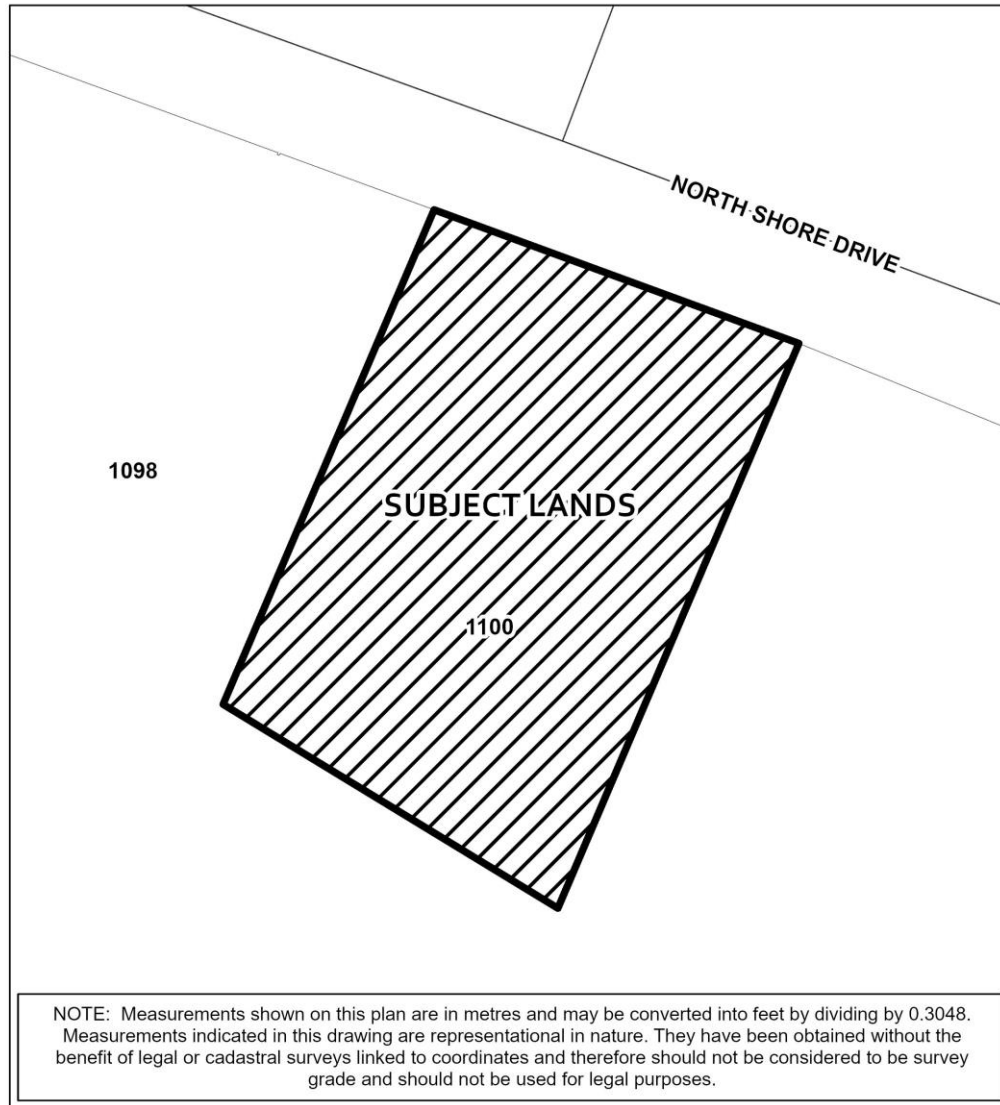 NORTH SHORE DRIVE
1098
SUBJECT LANDS
1100
NOTE: Measurements shown on this plan are in metres and may be converted into feet by dividing by 0.3048.
Measurements indicated in this drawing are representational in nature. They have been obtained without the
benefit of legal or cadastral surveys linked to coordinates and therefore should not be considered to be survey
grade and should not be used for legal purposes.